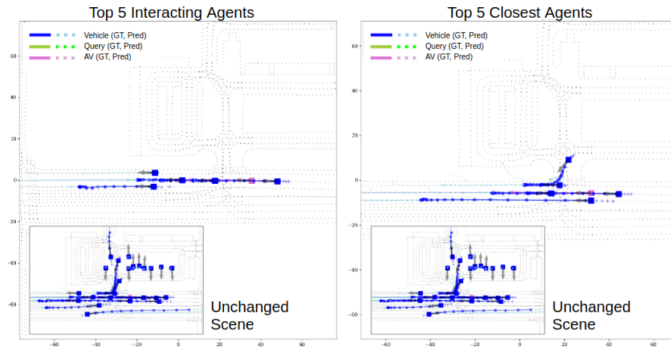 Top 5 Interacting Agents
Vehicle (GT, Pred)
Query (GT, Pred)
AV (GT, Pred)
60
40
20
0
-20
-40
-60
-60
-40
-20
0
20
40
60
Unchanged
Scene
Top 5 Closest Agents
Vehicle (GT, Pred)
Query (GT, Pred)
AV (GT, Pred)
60
40
20
0
-20
-40
-60
-60
-40
-20
0
20
40
60
Unchanged
Scene